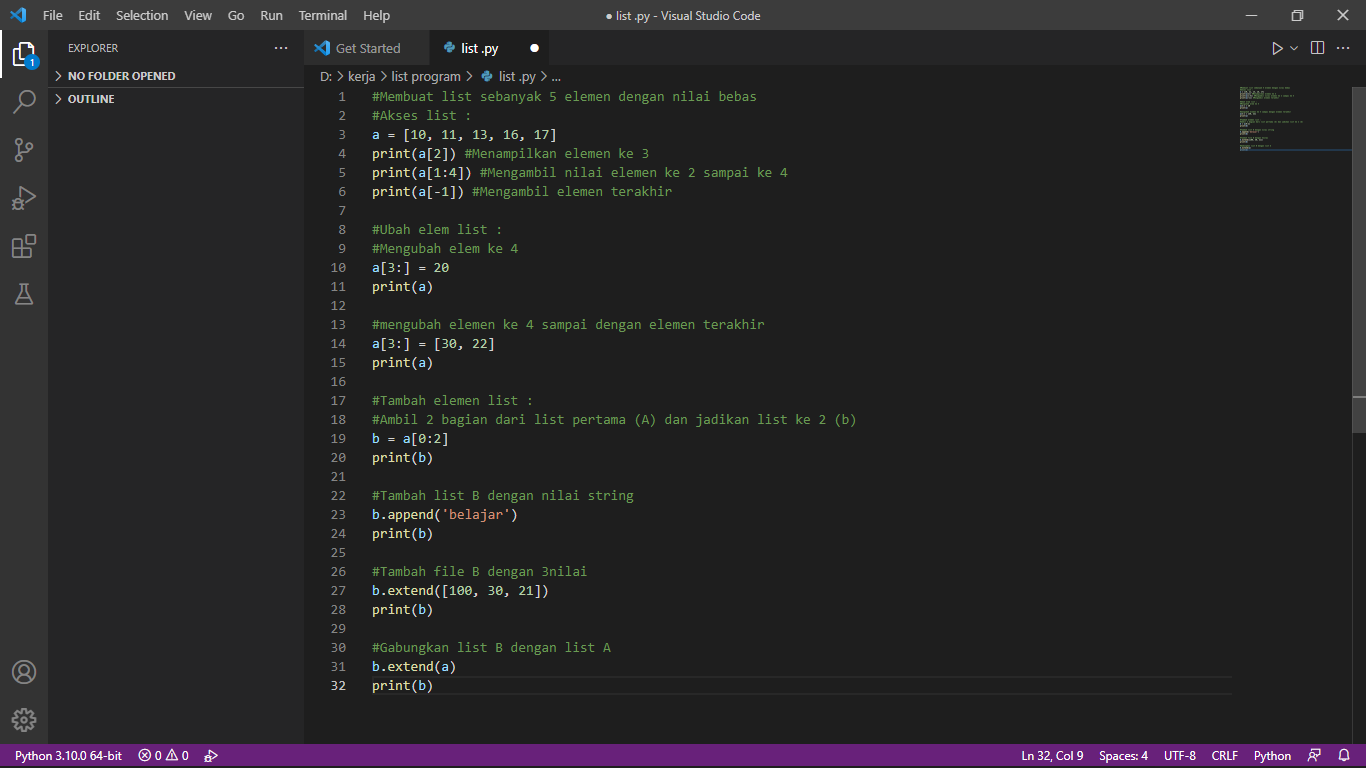 File Edit Selection View Go Run Terminal Help
● list .py - Visual Studio Code
EXPLORER
Get Started
list .py
1
NO FOLDER OPENED
OUTLINE
D: > kerja > list program > list .py > ...
1 #Membuat list sebanyak 5 elemen dengan nilai bebas
2 #Akses list :
3 a = [10, 11, 13, 16, 17]
4 print(a[2]) #Menampilkan elemen ke 3
5 print(a[1:4]) #Mengambil nilai elemen ke 2 sampai ke 4
6 print(a[-1]) #Mengambil elemen terakhir
7
8 #Ubah elem list :
9 #Mengubah elem ke 4
10 a[3:] = 20
11 print(a)
12
13 #mengubah elemen ke 4 sampai dengan elemen terakhir
14 a[3:] = [30, 22]
15 print(a)
16
17 #Tambah elemen list :
18 #Ambil 2 bagian dari list pertama (A) dan jadikan list ke 2 (b)
19 b = a[0:2]
20 print(b)
21
22 #Tambah list B dengan nilai string
23 b.append('belajar')
24 print(b)
25
26 #Tambah file B dengan 3nilai
27 b.extend([100, 30, 21])
28 print(b)
29
30 #Gabungkan list B dengan list A
31 b.extend(a)
32 print(b)
Python 3.10.0 64-bit 0 0
Ln 32, Col 9 Spaces: 4 UTF-8 CRLF Python